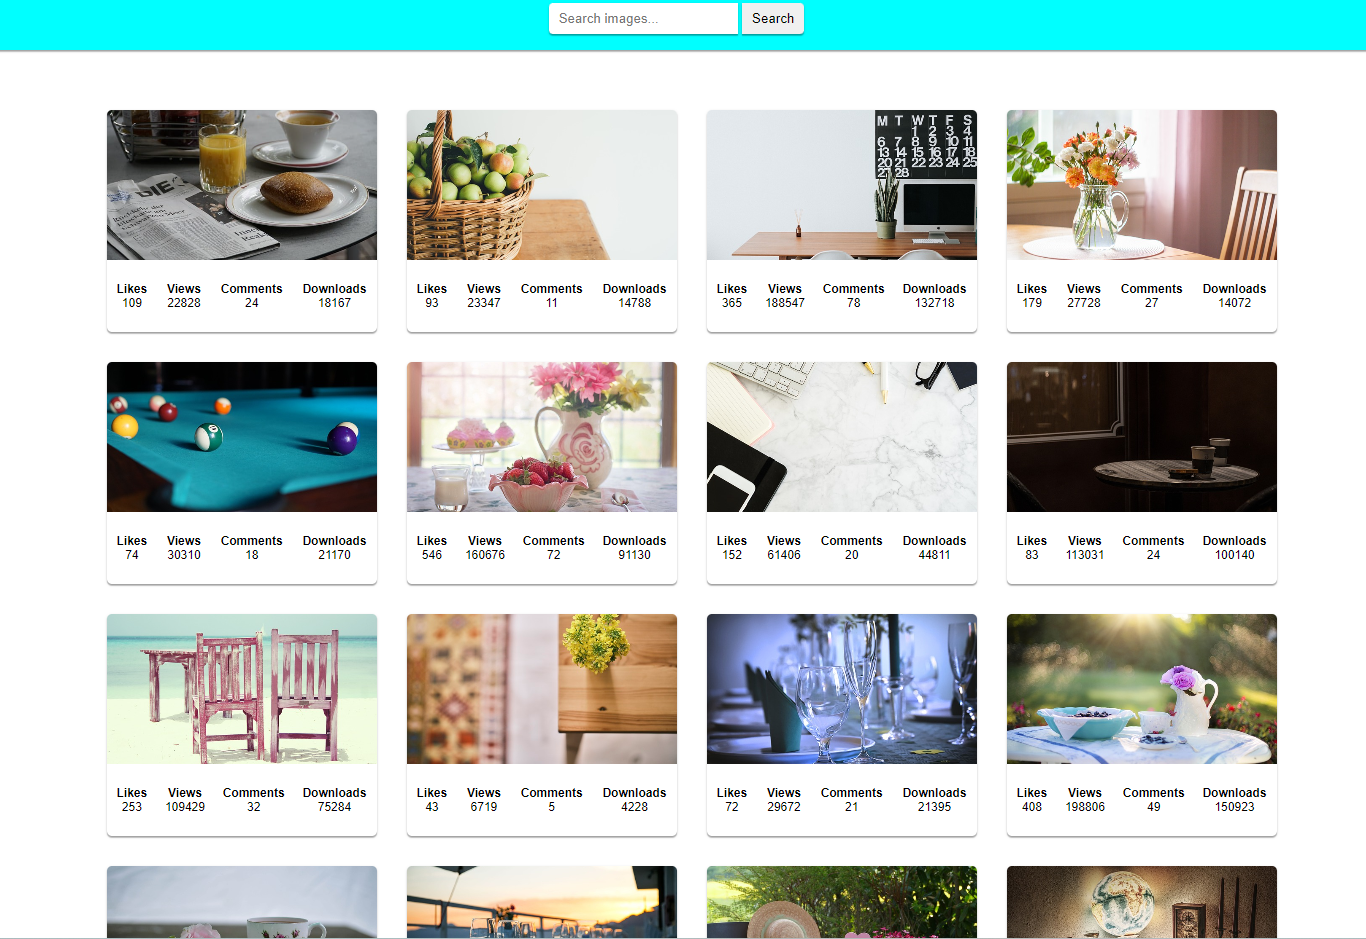 Search images...
Search
M T W T F S
1 2 3 4
6 7 8 9 10 11
13 14 15 16 17 18
20 21 22 23 24 25
27 28
Likes Views Comments Downloads
109 22828 24 18167
Likes Views Comments Downloads
93 23347 11 14788
Likes Views Comments Downloads
365 188547 78 132718
Likes Views Comments Downloads
179 27728 27 14072
Likes Views Comments Downloads
74 30310 18 21170
Likes Views Comments Downloads
546 160676 72 91130
Likes Views Comments Downloads
152 61406 20 44811
Likes Views Comments Downloads
83 113031 24 100140
Likes Views Comments Downloads
253 109429 32 75284
Likes Views Comments Downloads
43 6719 5 4228
Likes Views Comments Downloads
72 29672 21 21395
Likes Views Comments Downloads
408 198806 49 150923